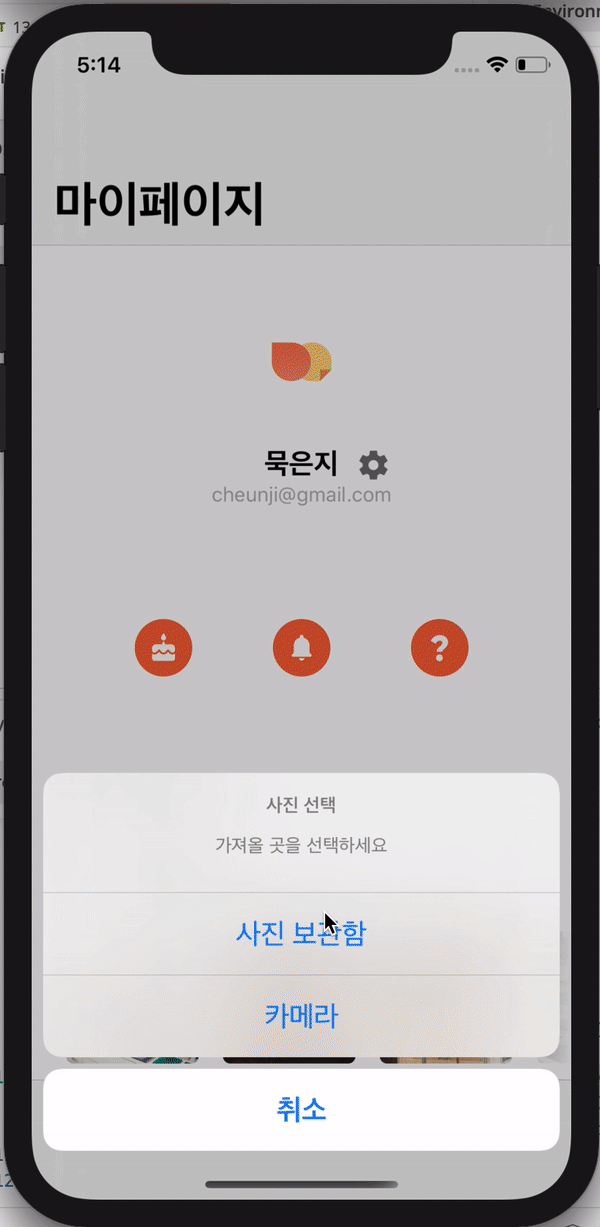 5:14
마이페이지
묵은지
cheunji@gmail.com
?
사진 선택
가져올 곳을 선택하세요
사진 보관함
카메라
취소